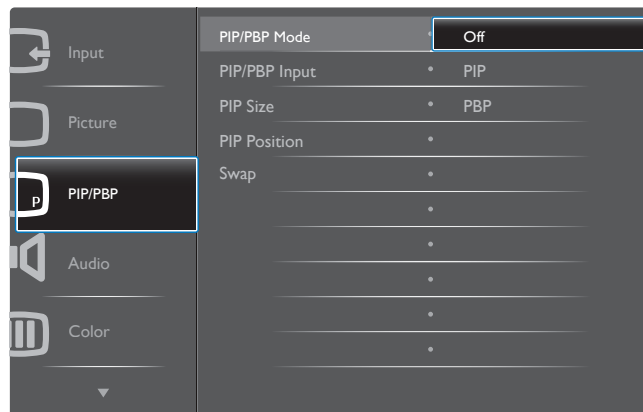 Input
Picture
P
PIP/PBP
Audio
Color
PIP/PBP Mode
PIP/PBP Input
PIP Size
PIP Position
Swap
Off
PIP
PBP